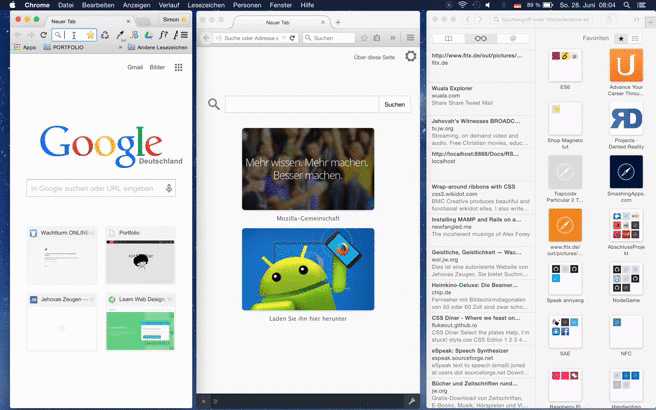 Chrome Datei Bearbeiten Anzeigen Verlauf Lesezeichen Personen Fenster Hilfe
89 % So. 28. Juni 08:04
Neuer Tab
Simon
Apps PORTFOLIO
Andere Lesezeichen
Gmail Bilder
Google
Deutschland
In Google suchen oder URL eingeben
Wachtturm ONLINE
Portfolio
Jehovas Zeugen
Learn Web Design,
Neuer Tab
Suche oder Adresse
Suchen
Über diese Seite
Suchen
Mehr wissen. Mehr machen.
Besser machen.
Mozilla-Gemeinschaft
Laden Sie ihn hier herunter
Suchbegriff oder Website
Favoriten
http://www.fitx.de/out/pictures/...
fitx.de
Wuala Explorer
wuala.com
Share Share Tweet Mail
Jehovah's Witnesses BROADC...
tv.jw.org
Streaming, on demand video and
audio. Free Christian movies, educ...
http://localhost:8888/Docs/RS...
localhost
Wrap-around ribbons with CSS
css3.wikidot.com
BMC Creative produces beautiful and
functional wikidot sites. I also write...
Installing MAMP and Rails on a...
newfangled.me
The incoherent musings of Alex Forey
Geistliche, Geistlichkeit — Wac...
wol.jw.org
Dies ist eine autorisierte Website von
Jehovas Zeugen, Sie bietet Suchm...
Heimkino-Deluxe: Die Beamer...
chip.de
Fernseher mit Bildschirmdiagonalen
von 50 oder 60 Zoll sind zwar scho...
CSS Diner - Where we feast on...
flukeout.github.io
CSS Diner Select the plates Help, I'm
stuck! style.css CSS Editor 1 2 3 4...
eSpeak: Speech Synthesizer
espeak.sourceforge.net
eSpeak text to speech (email) jonsd
at users dot sourceforge.net Down...
Bücher und Zeitschriften rund...
jw.org
Gratis-Download von Zeitschriften,
E-Books, Musik, Hörspielen und Vi...
ES6
Advance Your
Career Throu...
Shop Magneto
tut
Projects -
Dented Reality
Trapcode
Particular 2 T...
SmashingApps.
com
www.fitx.de/
out/pictures/...
AbschlussProje
kt
Speak annyang
NodeGame
SAE
NFC
Raspberry Pi
Handwriting